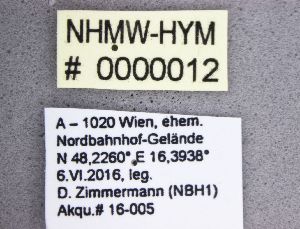 NHMW-HYM
# 0000012
A – 1020 Wien, ehem.
Nordbahnhof-Gelände
N 48,2260° E 16,3938°
6.VI.2016, leg.
D. Zimmermann (NBH1)
Akqu.# 16-005